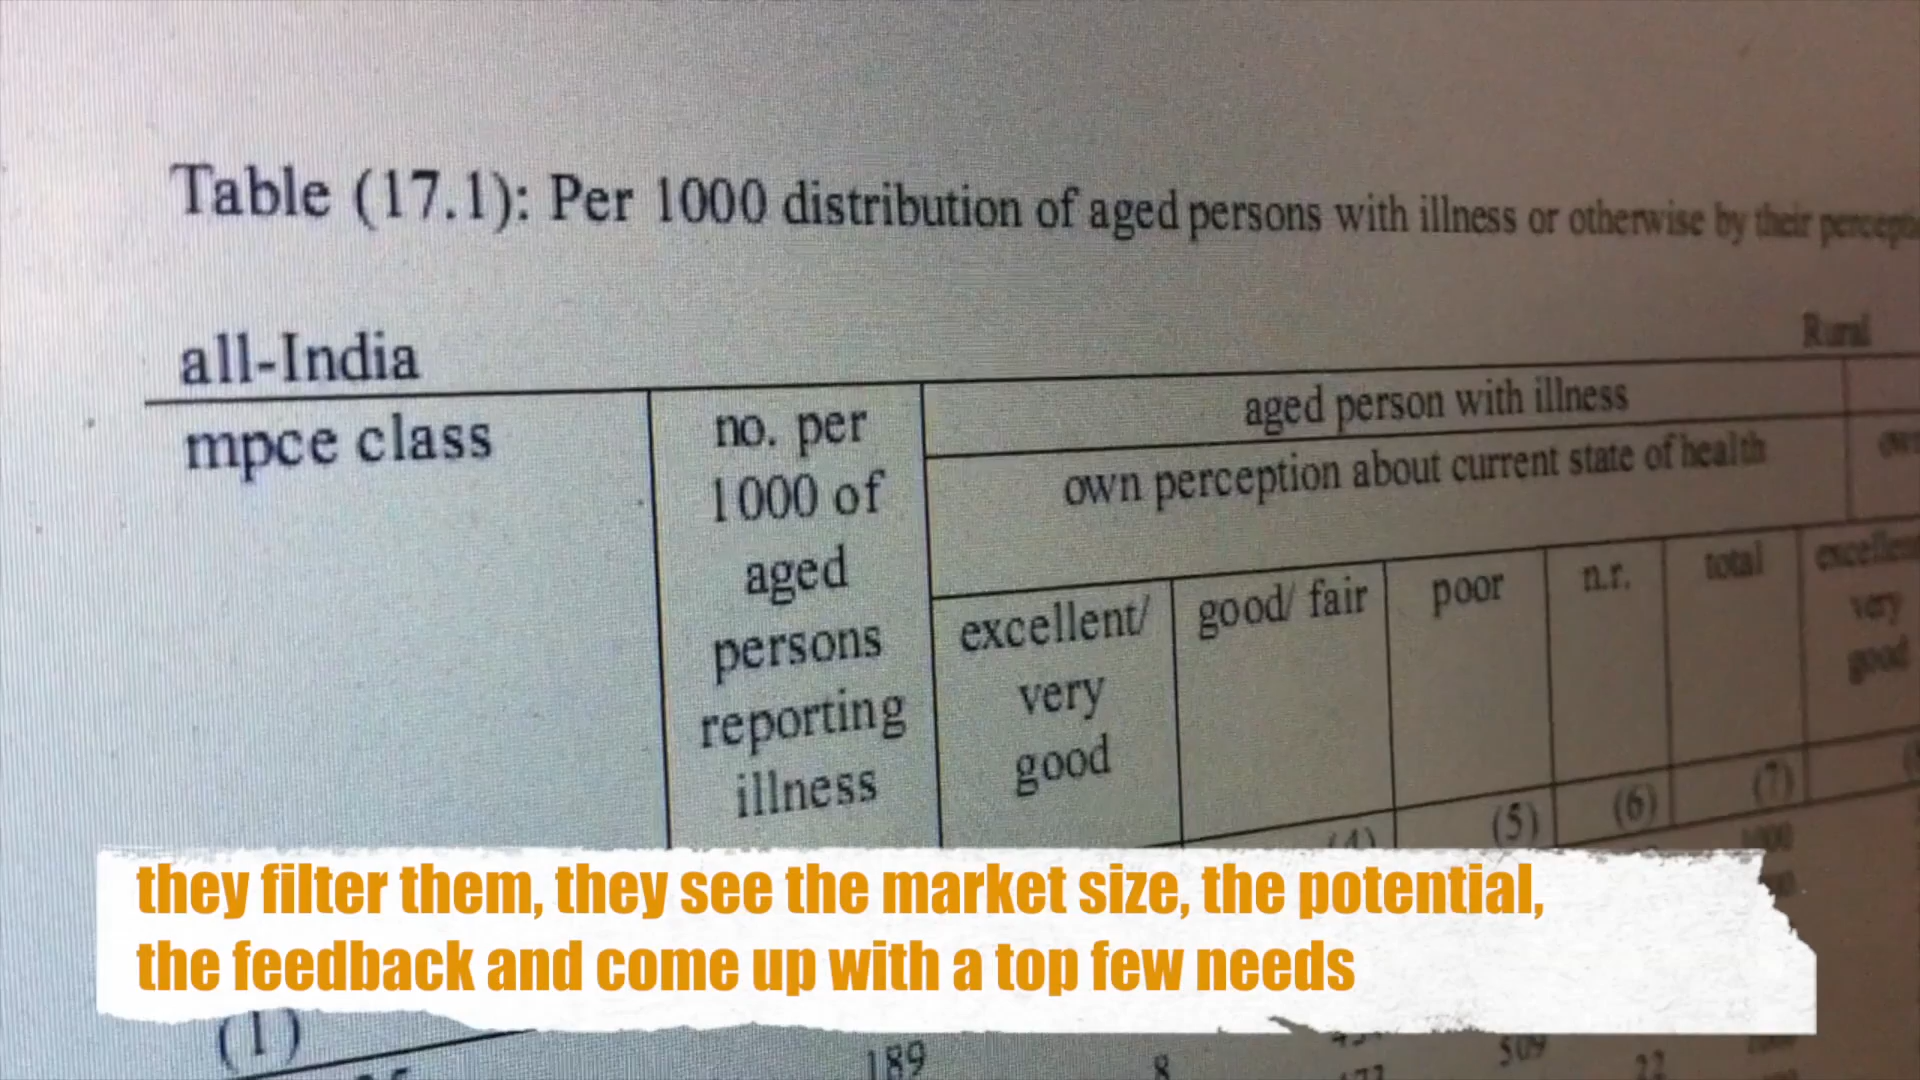 Table (17.1): Per 1000 distribution of aged persons with illness or otherwise by their
all-India
Rural
mpce class
no. per
1000 of
aged
persons
reporting
illness
aged person with illness
own perception about current state of health
excellent/
very
good
good/ fair
poor
n.r.
total
excellent
very
good
(5)
(6)
(7)
they filter them, they see the market size, the potential,
the feedback and come up with a top few needs
(1)
189
8
509
22